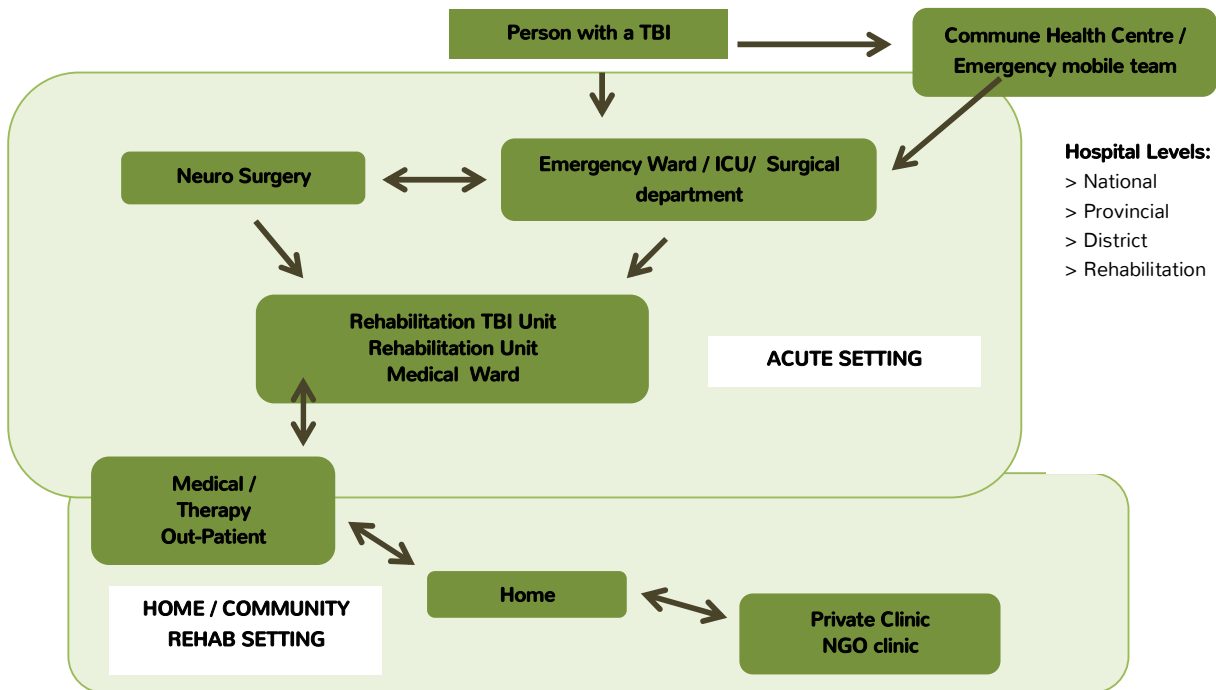 Person with a TBI
Commune Health Centre /
Emergency mobile team
Neuro Surgery
Emergency Ward / ICU/ Surgical
department
Hospital Levels:
> National
> Provincial
> District
> Rehabilitation
Rehabilitation TBI Unit
Rehabilitation Unit
Medical Ward
ACUTE SETTING
Medical /
Therapy
Out-Patient
HOME / COMMUNITY
REHAB SETTING
Home
Private Clinic
NGO clinic